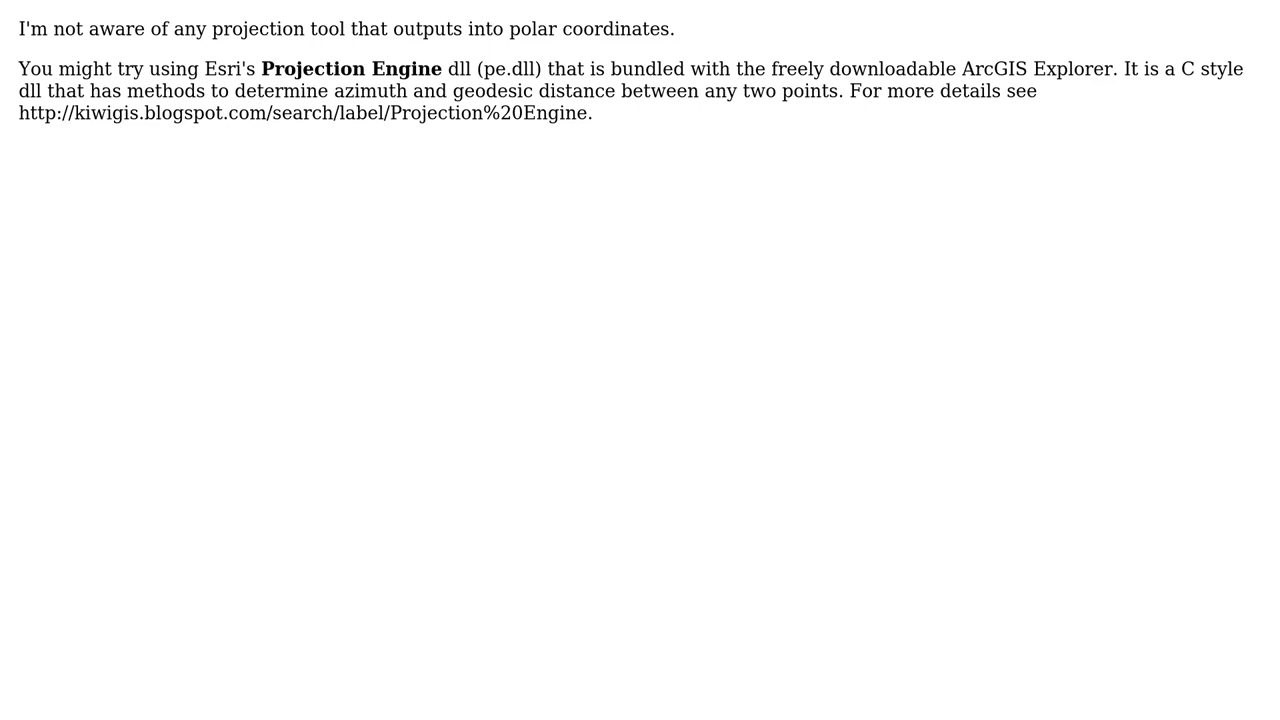 I'm not aware of any projection tool that outputs into polar coordinates.
You might try using Esri's Projection Engine dll (pe.dll) that is bundled with the freely downloadable ArcGIS Explorer. It is a C style
dll that has methods to determine azimuth and geodesic distance between any two points. For more details see
http://kiwigis.blogspot.com/search/label/Projection%20Engine.